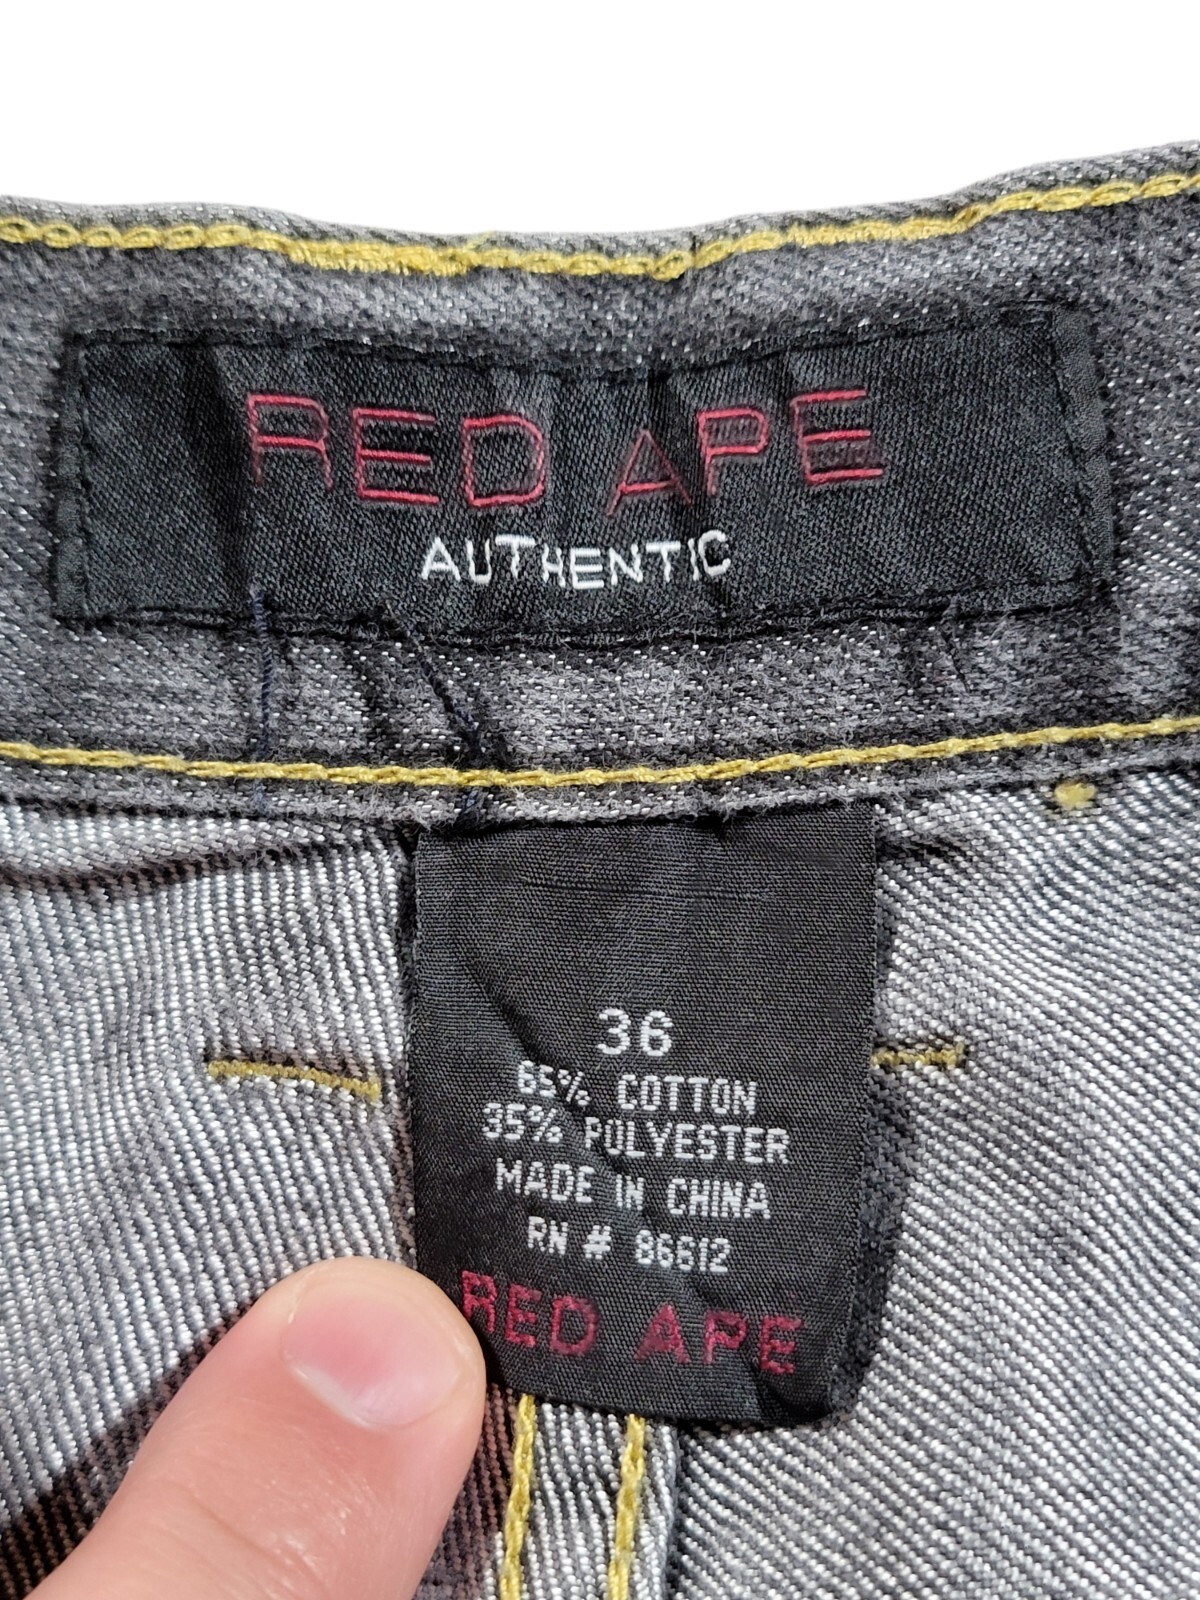 RED APE
AUTHENTIC
36
65% COTTON
35% POLYESTER
MADE IN CHINA
RN # 86612
RED APE